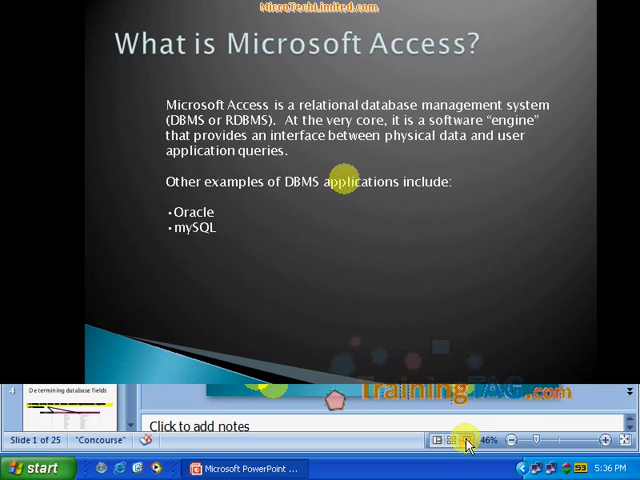 MicroTechLimited.com
What is Microsoft Access?
Microsoft Access is a relational database management system
(DBMS or RDBMS). At the very core, it is a software “engine”
that provides an interface between physical data and user
application queries.
Other examples of DBMS applications include:
•Oracle
•mySQL
4
Determining database fields
TrainingTAG.com
Click to add notes
Slide 1 of 25
"Concourse"
46%
start
Microsoft PowerPoint ...
53
5:36 PM